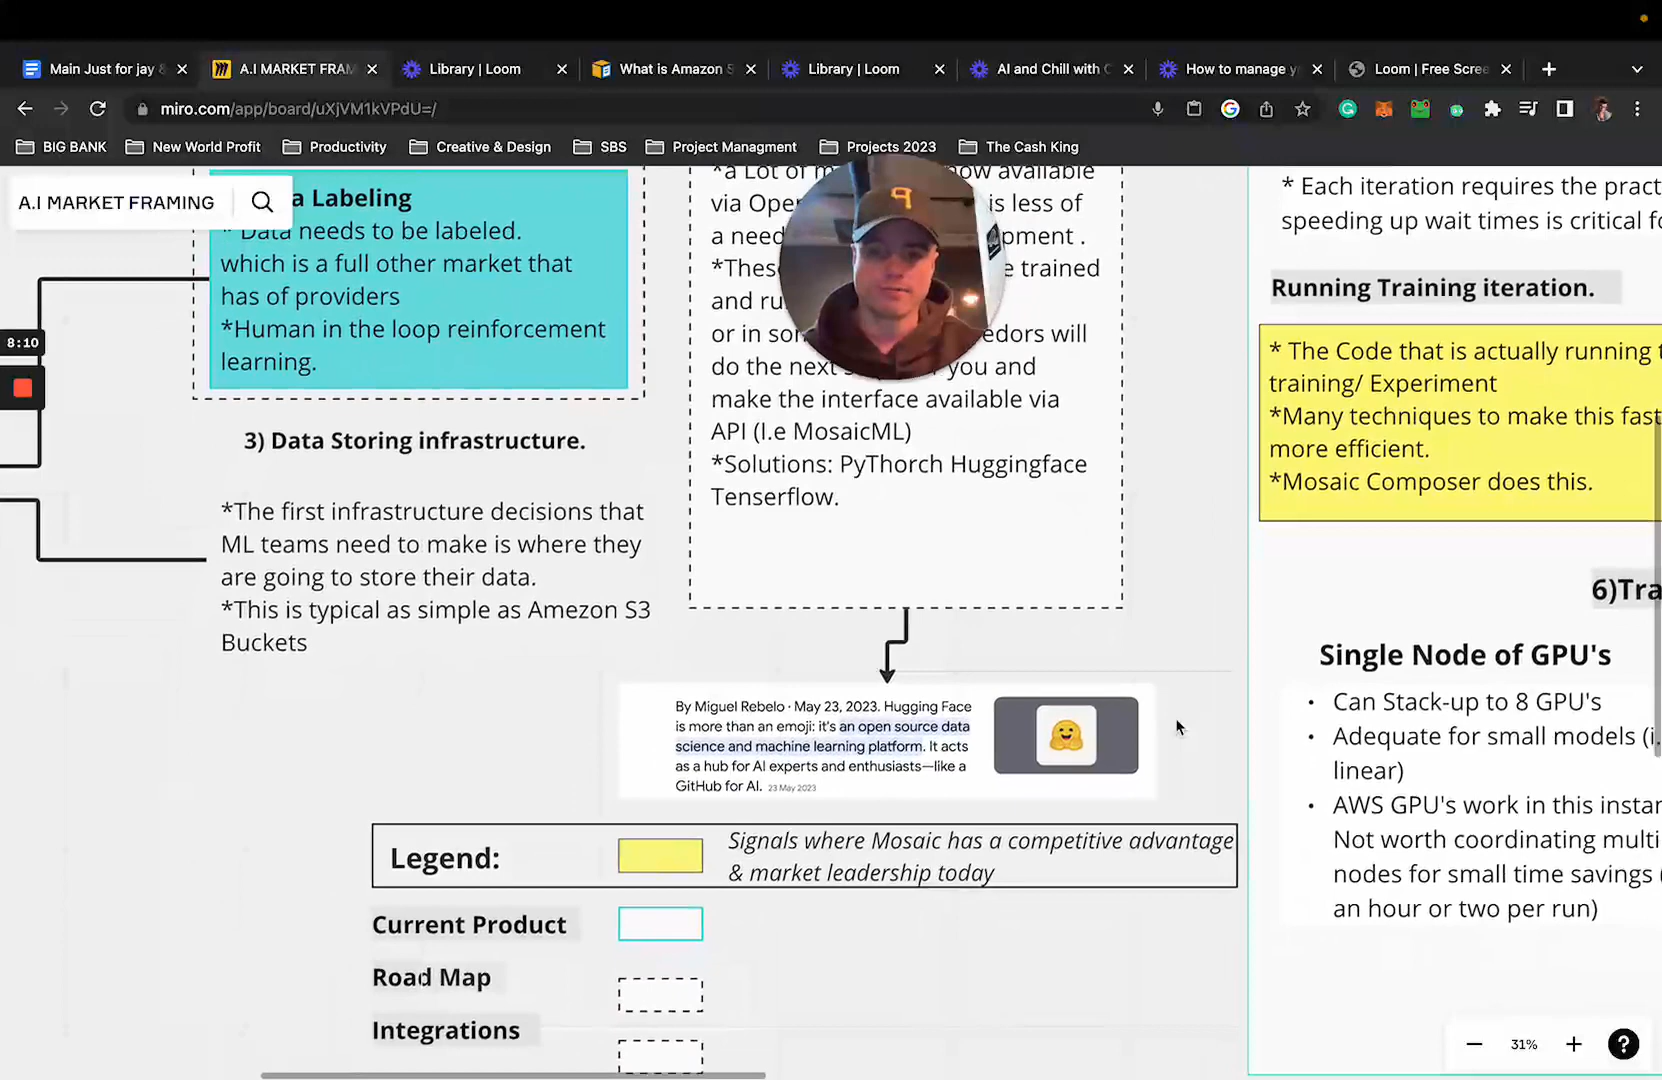 Main Just for jay &
A.I MARKET FRAM
Library | Loom
What is Amazon S
Library | Loom
AI and Chill with C
How to manage y
Loom | Free Scree
miro.com/app/board/uXjVM1kVPdU=/
BIG BANK
New World Profit
Productivity
Creative & Design
SBS
Project Managment
Projects 2023
The Cash King
A.I MARKET FRAMING
a Labeling
* Data needs to be labeled.
which is a full other market that
has of providers
*Human in the loop reinforcement
learning.
8:10
3) Data Storing infrastructure.
*The first infrastructure decisions that
ML teams need to make is where they
are going to store their data.
*This is typical as simple as Amezon S3
Buckets
*a Lot of m ow available
via Ope is less of
a need pment .
*These e trained
and ru
or in som edors will
do the next you and
make the interface available via
API (I.e MosaicML)
*Solutions: PyThorch Huggingface
Tenserflow.
By Miguel Rebelo · May 23, 2023. Hugging Face
is more than an emoji: it's an open source data
science and machine learning platform. It acts
as a hub for AI experts and enthusiasts—like a
GitHub for AI. 23 May 2023
Legend:
Signals where Mosaic has a competitive advantage
& market leadership today
Current Product
Road Map
Integrations
* Each iteration requires the pract
speeding up wait times is critical fo
Running Training iteration.
* The Code that is actually running t
training/ Experiment
*Many techniques to make this fast
more efficient.
*Mosaic Composer does this.
6)Tra
Single Node of GPU's
• Can Stack-up to 8 GPU's
• Adequate for small models (i.
linear)
• AWS GPU's work in this instan
Not worth coordinating multi
nodes for small time savings (
an hour or two per run)
31%